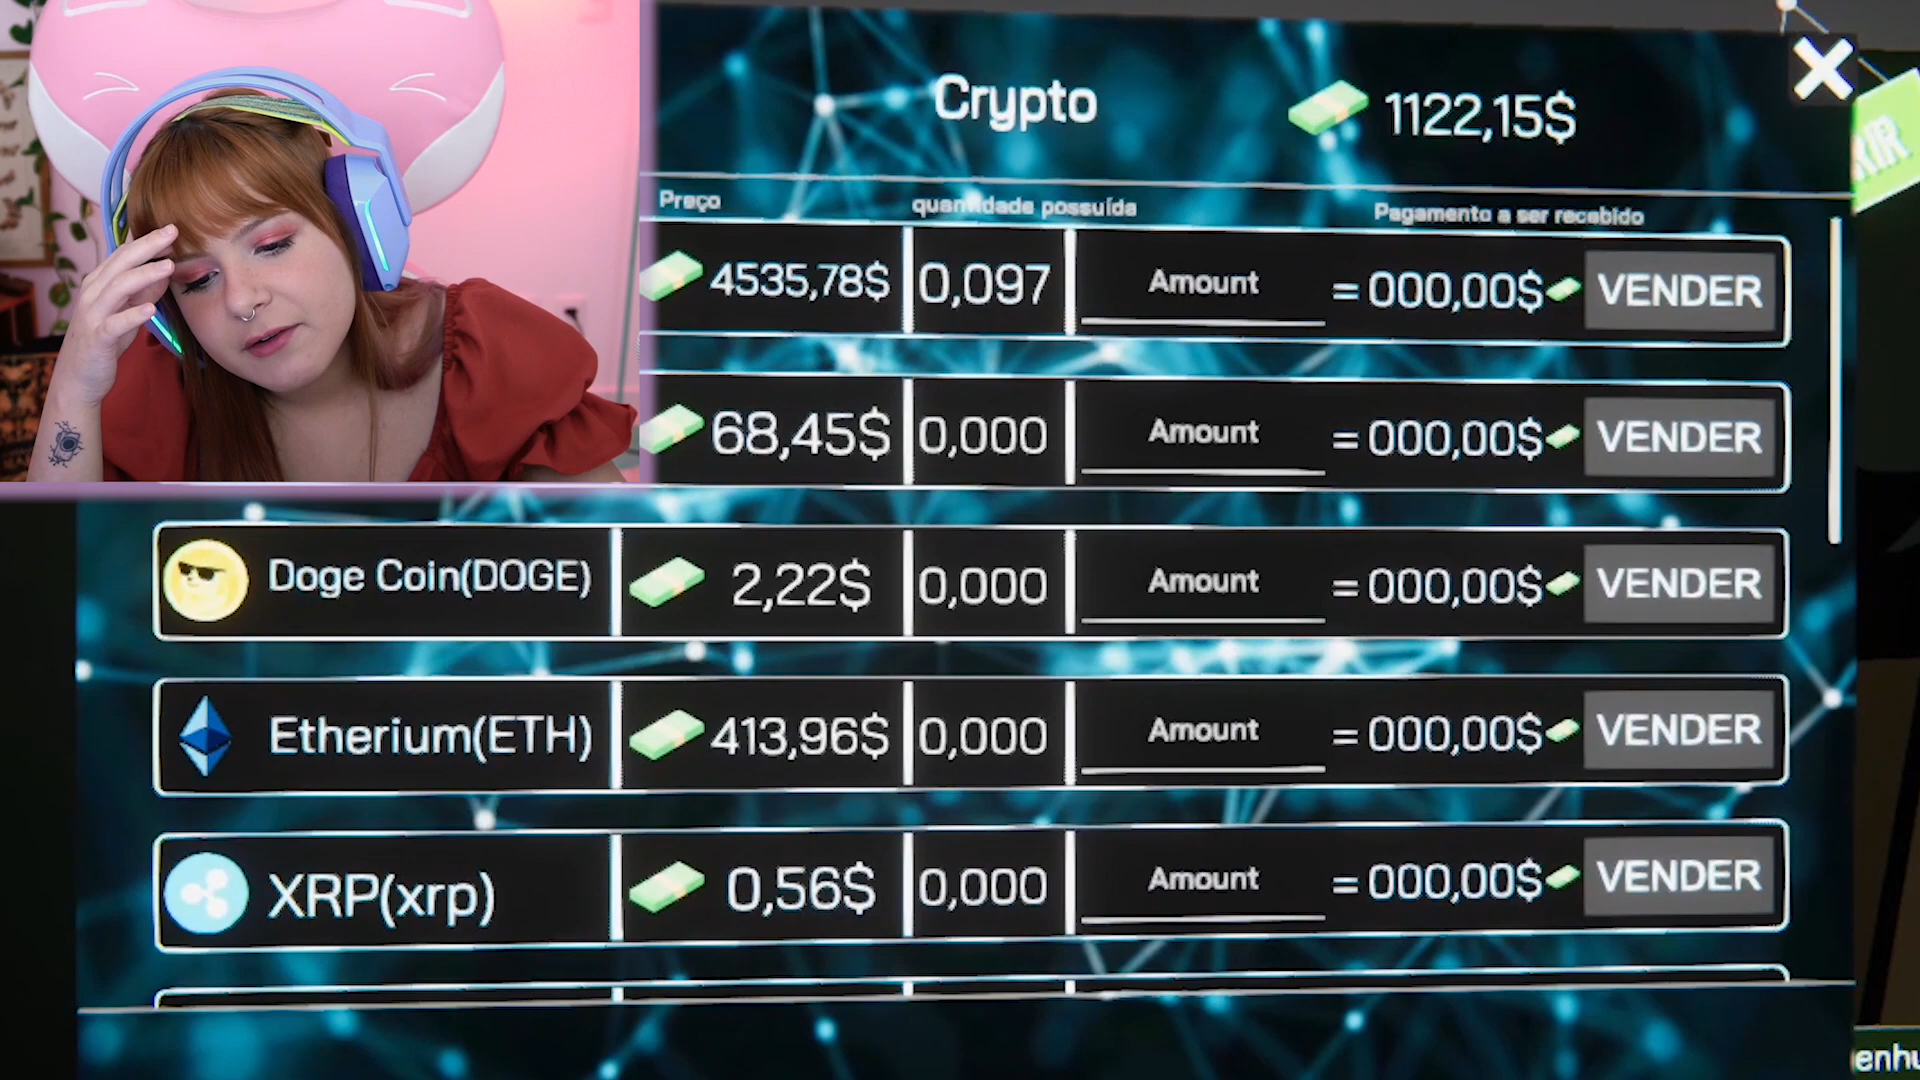 Crypto
1122,15$
Preço quantidade possuída Pagamento a ser recebido
4535,78$ 0,097 Amount = 000,00$ VENDER
68,45$ 0,000 Amount = 000,00$ VENDER
Doge Coin(DOGE) 2,22$ 0,000 Amount = 000,00$ VENDER
Etherium(ETH) 413,96$ 0,000 Amount = 000,00$ VENDER
XRP(xrp) 0,56$ 0,000 Amount = 000,00$ VENDER